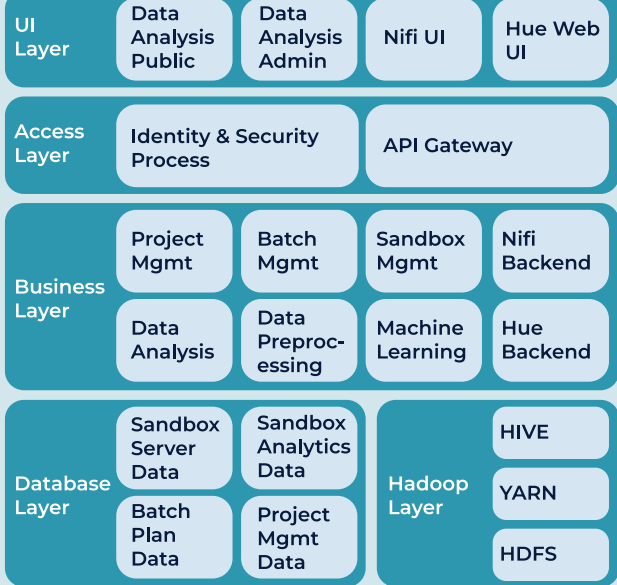 UI
Layer
Data
Analysis
Public
Data
Analysis
Admin
Nifi UI
Hue Web
UI
Access
Layer
Identity & Security
Process
API Gateway
Business
Layer
Project
Mgmt
Batch
Mgmt
Sandbox
Mgmt
Nifi
Backend
Data
Analysis
Data
Preproc-
essing
Machine
Learning
Hue
Backend
Database
Layer
Sandbox
Server
Data
Sandbox
Analytics
Data
Batch
Plan
Data
Project
Mgmt
Data
Hadoop
Layer
HIVE
YARN
HDFS